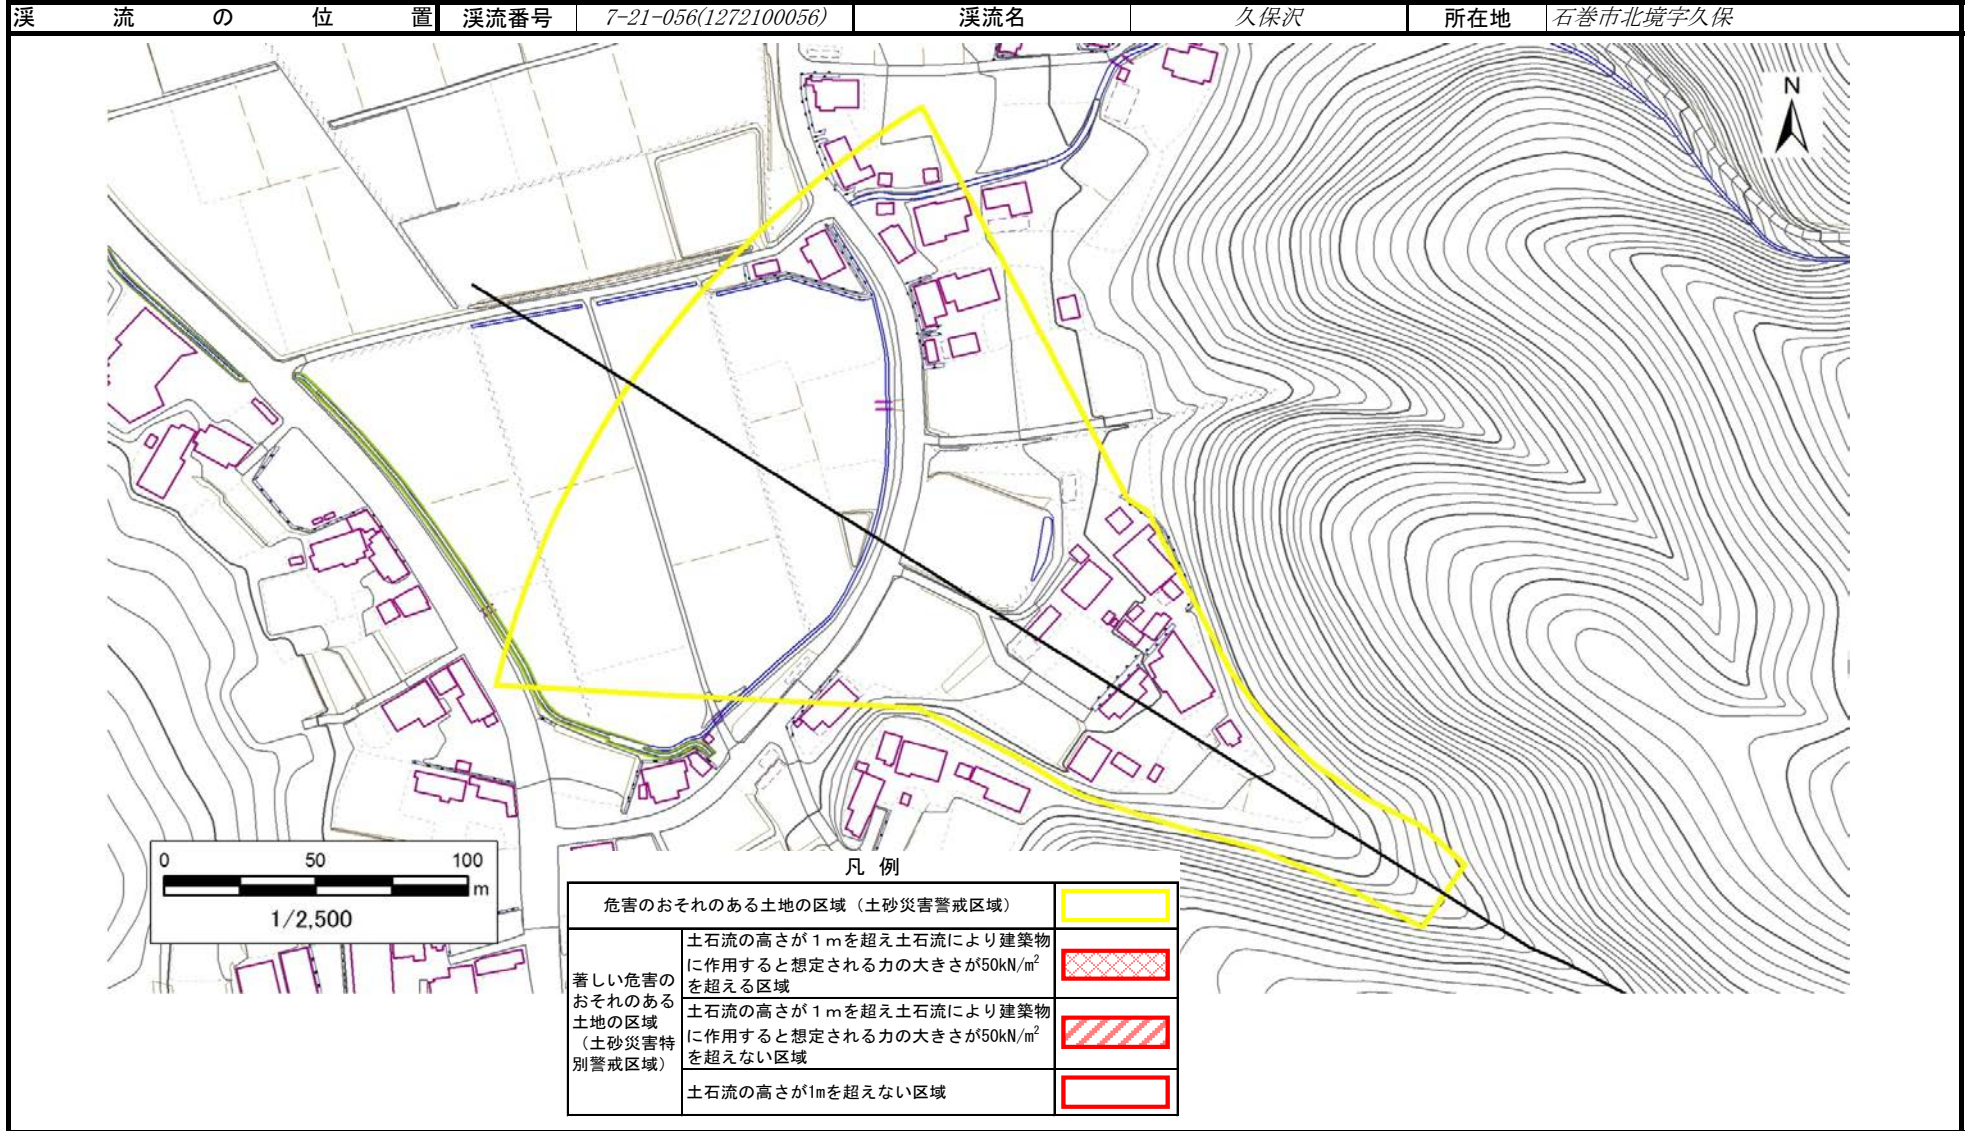 渓流の位置 渓流番号 7-21-056(1272100056) 渓流名 久保沢 所在地 石巻市北境字久保
N
0 50 100
m
1/2,500
凡 例
危害のおそれのある土地の区域（土砂災害警戒区域）
著しい危害の
おそれのある
土地の区域
（土砂災害特
別警戒区域）
土石流の高さが１ｍを超え土石流により建築物
に作用すると想定される力の大きさが50kN/m²
を超える区域
土石流の高さが１ｍを超え土石流により建築物
に作用すると想定される力の大きさが50kN/m²
を超えない区域
土石流の高さが1mを超えない区域